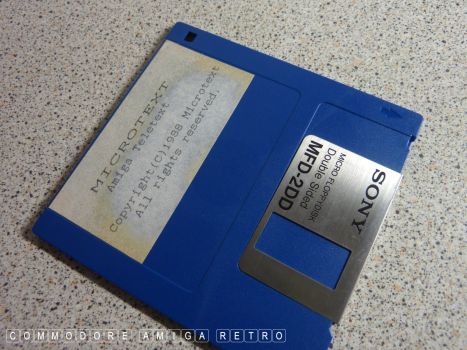 MICROTEXT
Amiga Teletext
Copyright(c)1988 Microtext
All rights reserved.
SONY
MICRO FLOPPYDISK
Double Sided
MFD-2DD
COMMODORE AMIGA RETRO